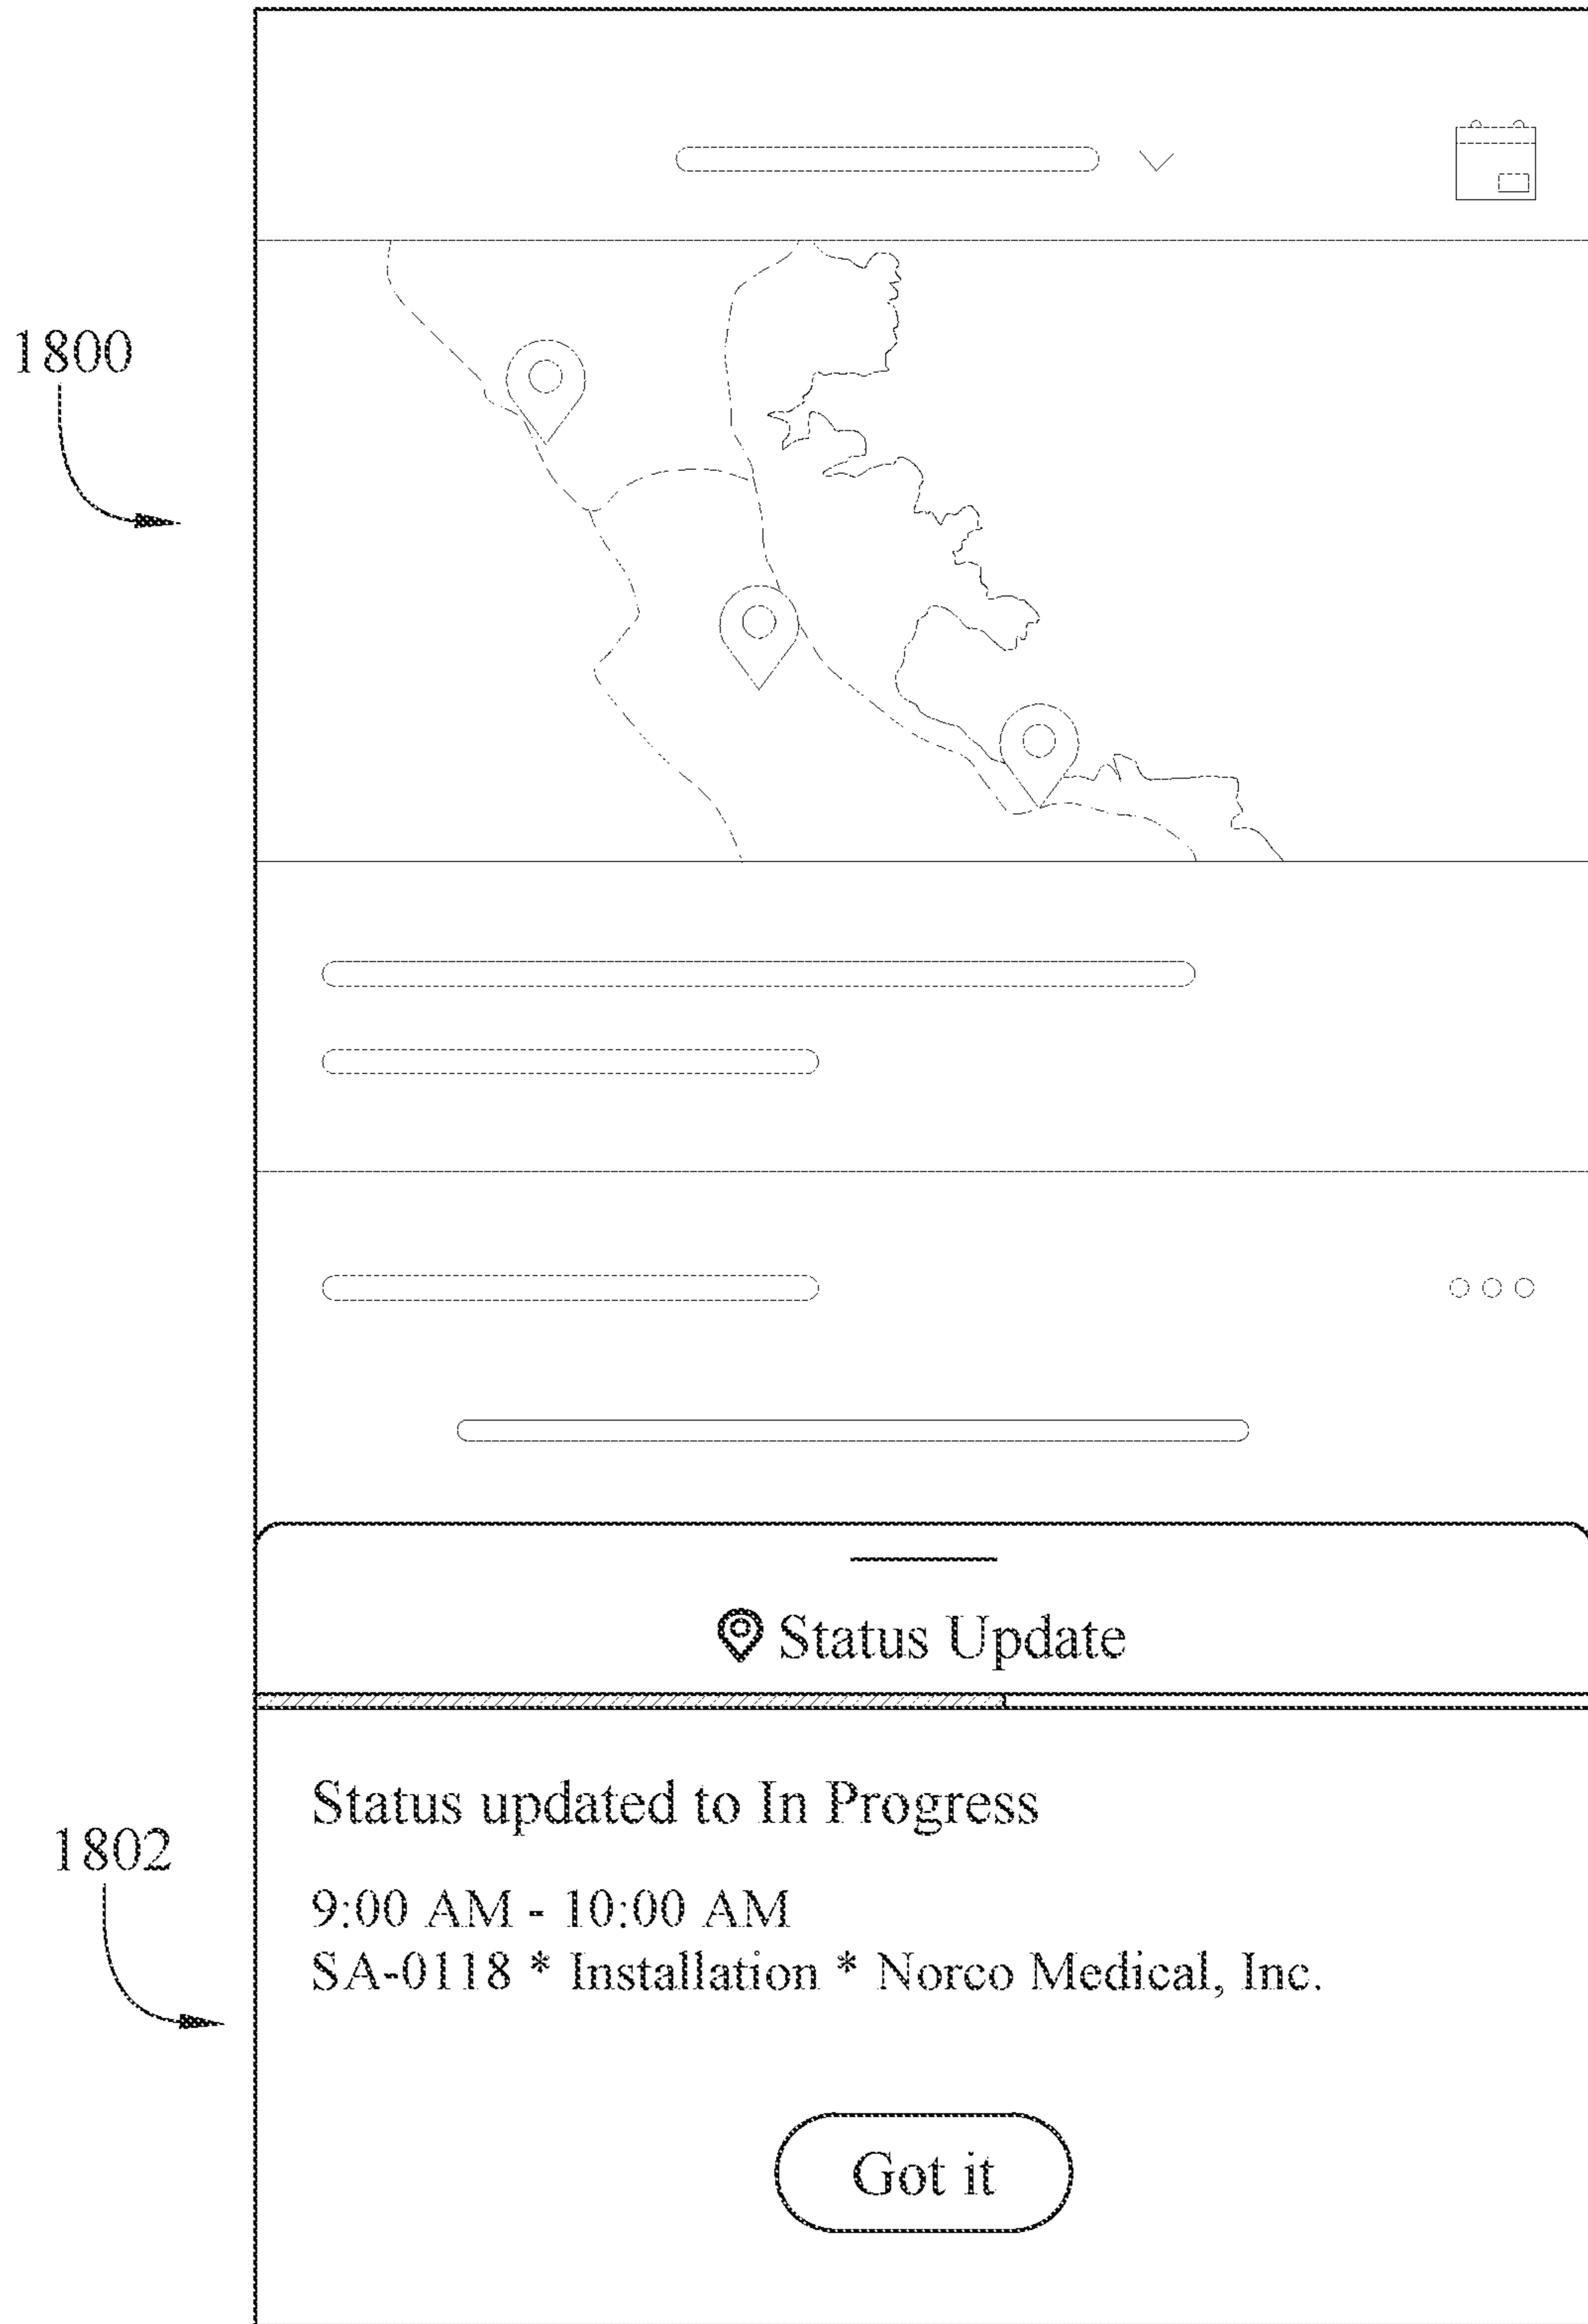 1800
Status Update
Status updated to In Progress
1802
9:00 AM - 10:00 AM
SA-0118 * Installation * Norco Medical, Inc.
Got it